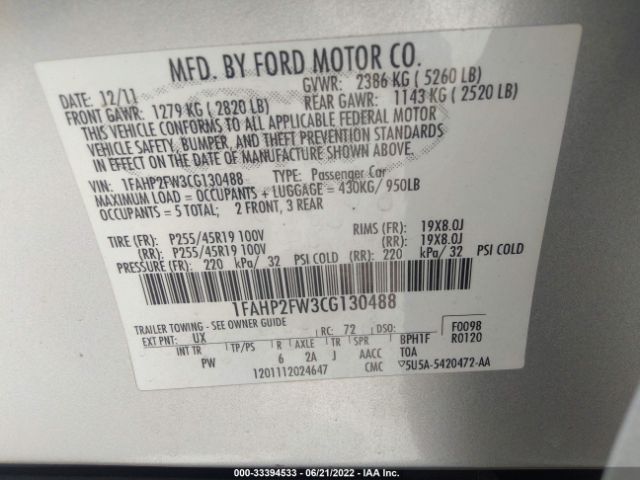 MFD. BY FORD MOTOR CO.
DATE: 12/11 GVWR: 2386 KG ( 5260 LB)
FRONT GAWR: 1279 KG ( 2820 LB) REAR GAWR: 1143 KG ( 2520 LB)
THIS VEHICLE CONFORMS TO ALL APPLICABLE FEDERAL MOTOR
VEHICLE SAFETY, BUMPER, AND THEFT PREVENTION STANDARDS
IN EFFECT ON THE DATE OF MANUFACTURE SHOWN ABOVE.
VIN: 1FAHP2FW3CG130488 TYPE: Passenger Car
MAXIMUM LOAD = OCCUPANTS + LUGGAGE = 430KG/ 950LB
OCCUPANTS = 5 TOTAL; 2 FRONT, 3 REAR
TIRE (FR): P255/45R19 100V RIMS (FR): 19X8.0J
(RR): P255/45R19 100V (RR): 19X8.0J
PRESSURE (FR): 220 kPa/ 32 PSI COLD (RR): 220 kPa/ 32 PSI COLD
1FAHP2FW3CG130488
TRAILER TOWING - SEE OWNER GUIDE
EXT PNT: UX RC: 72 DSO: F0098
INT TR TP/PS R AXLE TR SPR BPH1F R0120
PW 6 2A J AACC TOA
1201112024647 CMC 5U5A-5420472-AA
000-33394533 - 06/21/2022 - IAA Inc.